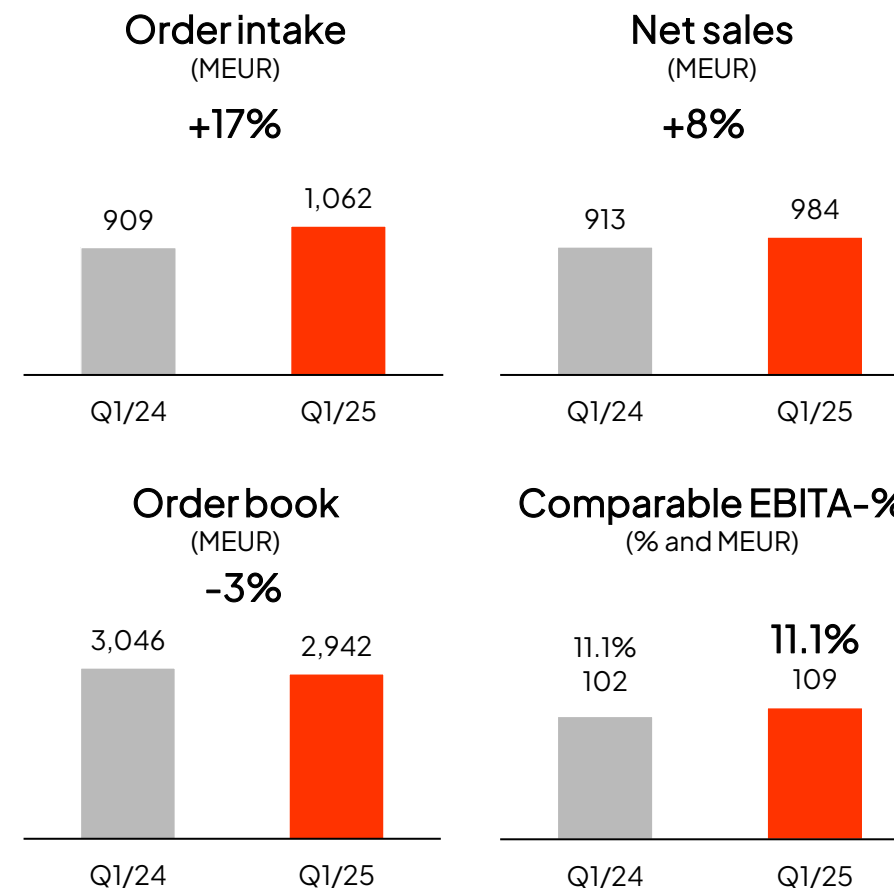 Order intake
(MEUR)
+17%
909
1,062
Q1/24
Q1/25
Net sales
(MEUR)
+8%
913
984
Q1/24
Q1/25
Order book
(MEUR)
-3%
3,046
2,942
Q1/24
Q1/25
Comparable EBITA-%
(% and MEUR)
11.1%
102
11.1%
109
Q1/24
Q1/25